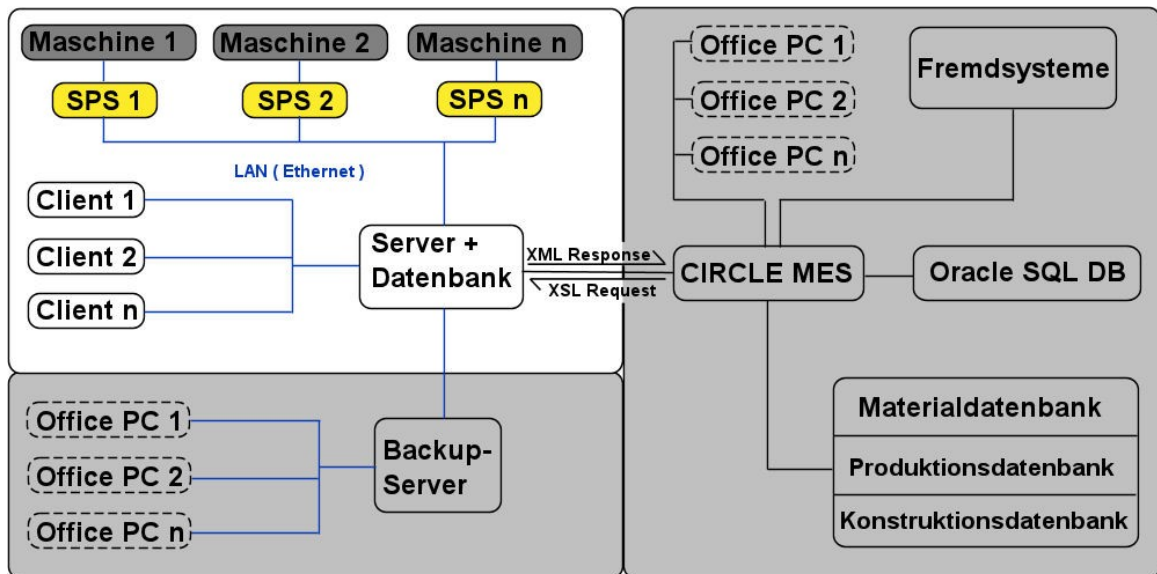 Maschine 1
Maschine 2
Maschine n
SPS 1
SPS 2
SPS n
LAN ( Ethernet )
Client 1
Client 2
Client n
Server +
Datenbank
XML Response
XSL Request
Office PC 1
Office PC 2
Office PC n
Backup-
Server
Office PC 1
Office PC 2
Office PC n
Fremdsysteme
CIRCLE MES
Oracle SQL DB
Materialdatenbank
Produktionsdatenbank
Konstruktionsdatenbank